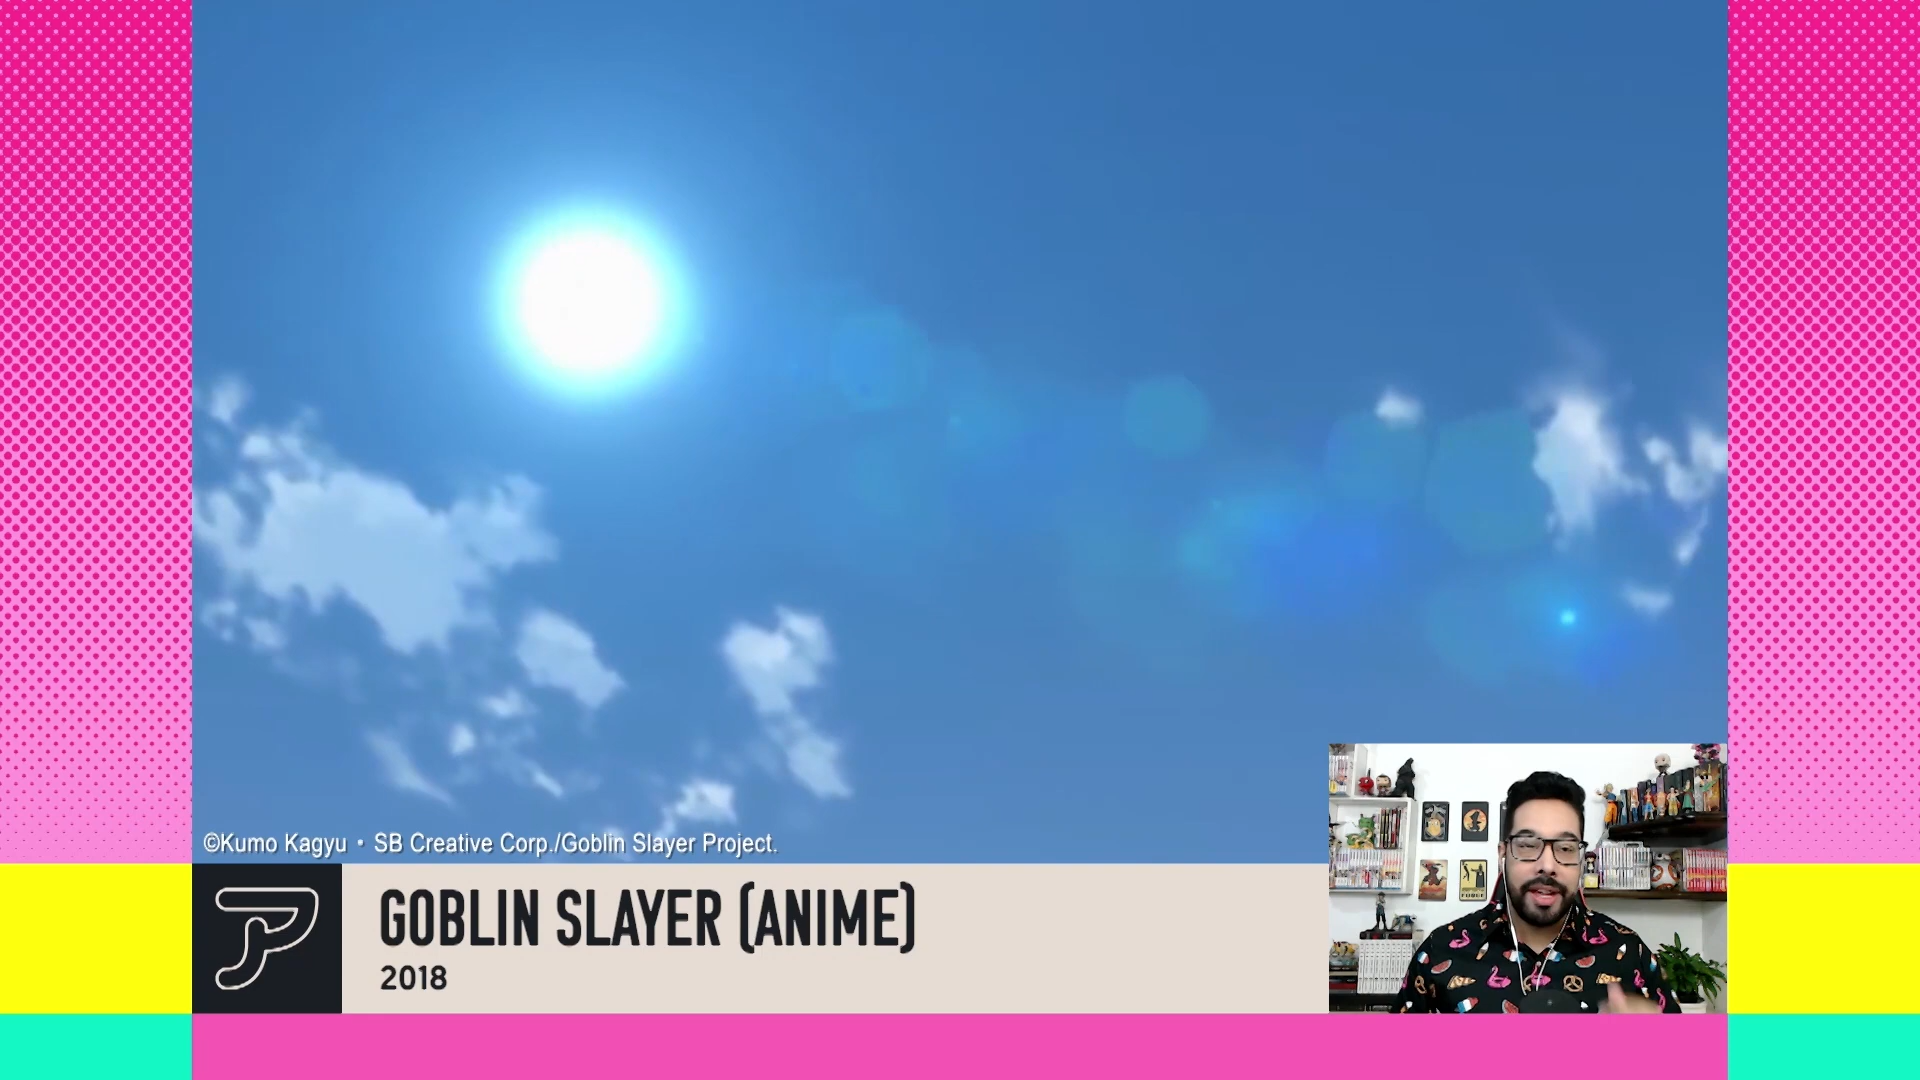 ©Kumo Kagyu・SB Creative Corp./Goblin Slayer Project.
GOBLIN SLAYER (ANIME)
2018